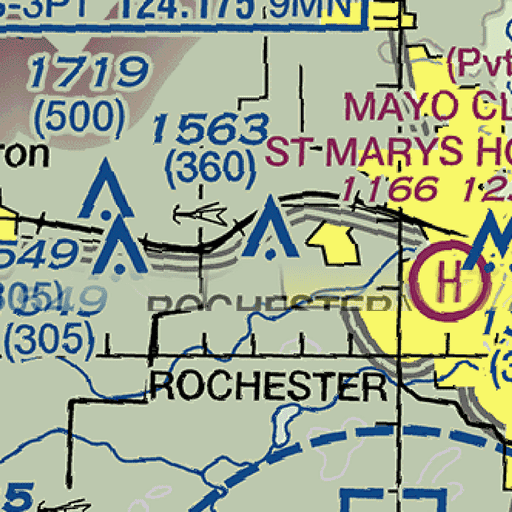 124.175 9MN
1719
(500)
(Pvt
MAYO CL
1563
(360)
ST MARYS HO
1166
ron
549
305)
549
(305)
H
ROCHESTER
ROCHESTER
5